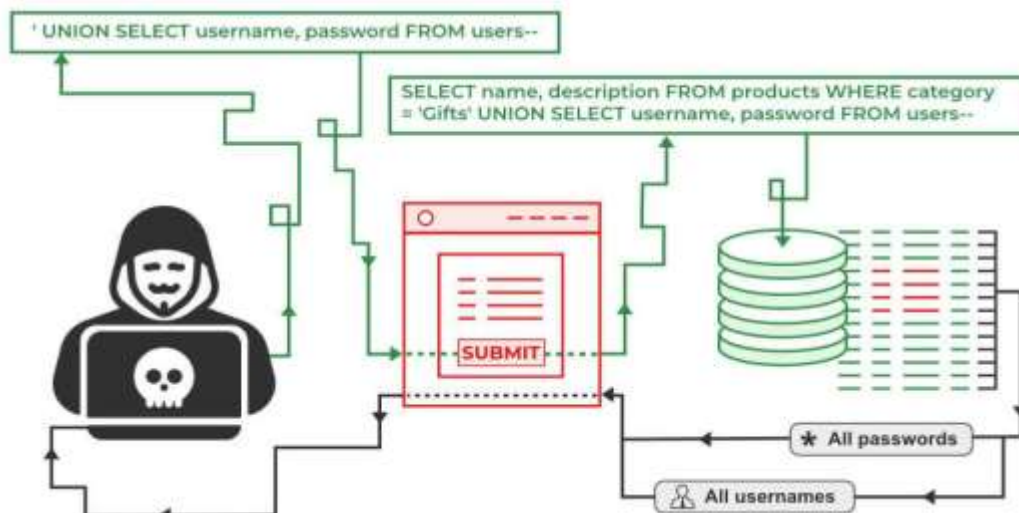 ' UNION SELECT username, password FROM users--
SELECT name, description FROM products WHERE category
= 'Gifts' UNION SELECT username, password FROM users--
SUBMIT
* All passwords
All usernames